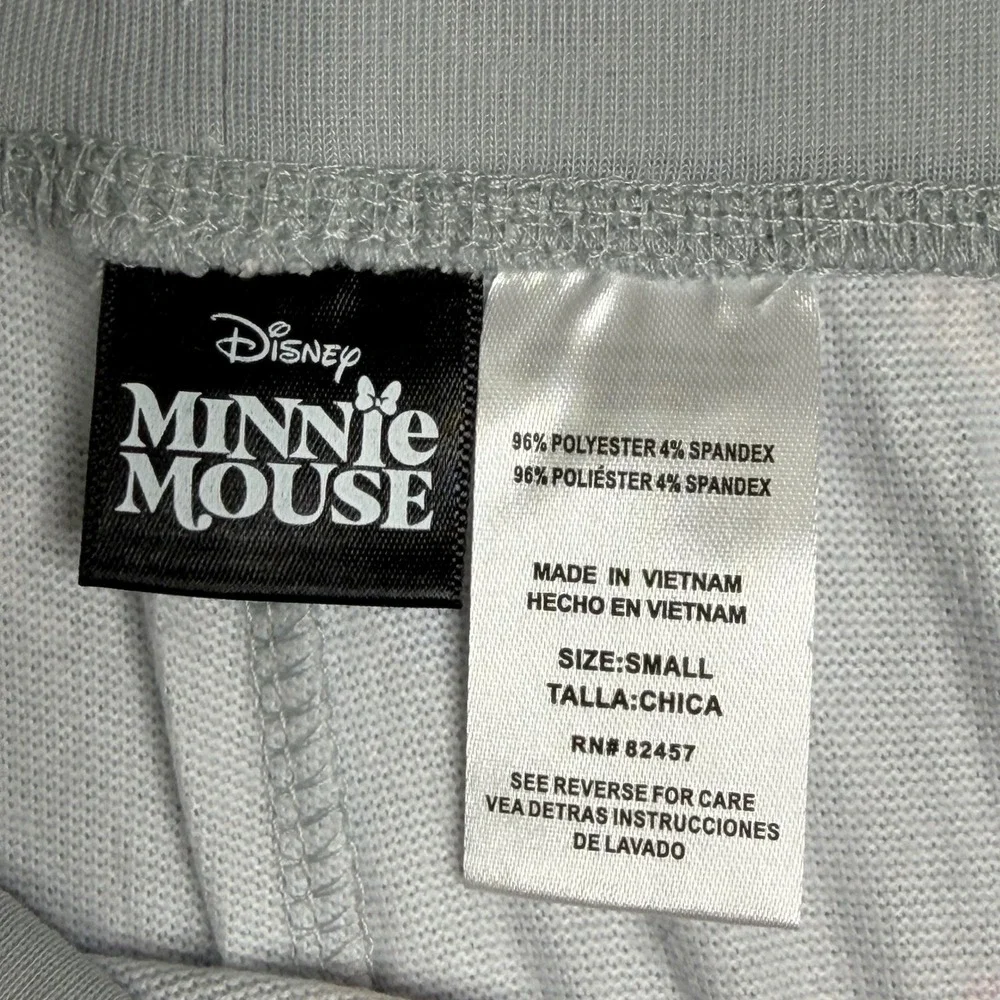 Disney
MINNie
MOUSE
96% POLYESTER 4% SPANDEX
96% POLIÉSTER 4% SPANDEX
MADE IN VIETNAM
HECHO EN VIETNAM
SIZE:SMALL
TALLA:CHICA
RN# 82457
SEE REVERSE FOR CARE
VEA DETRAS INSTRUCCIONES
DE LAVADO